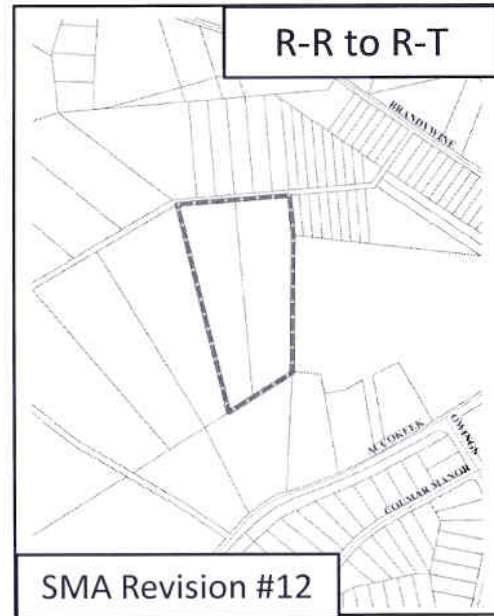 R-R to R-T
BRANDYWINE
ACCOKEEK
OWINGS
COLMAR MANOR
SMA Revision #12